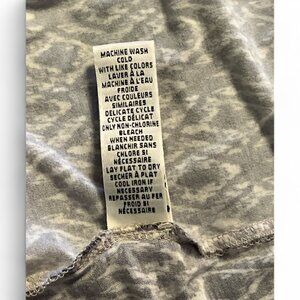 MACHINE WASH
COLD
WITH LIKE COLORS
LAVER À LA
MACHINE À L'EAU
FROIDE
AVEC COULEURS
SIMILAIRES
DELICATE CYCLE
CYCLE DÉLICAT
ONLY NON-CHLORINE
BLEACH
WHEN NEEDED
BLANCHIR SANS
CHLORE SI
NÉCESSAIRE
LAY FLAT TO DRY
SÉCHER À PLAT
COOL IRON IF
NECESSARY
REPASSER AU FER
FROID SI
NÉCESSAIRE